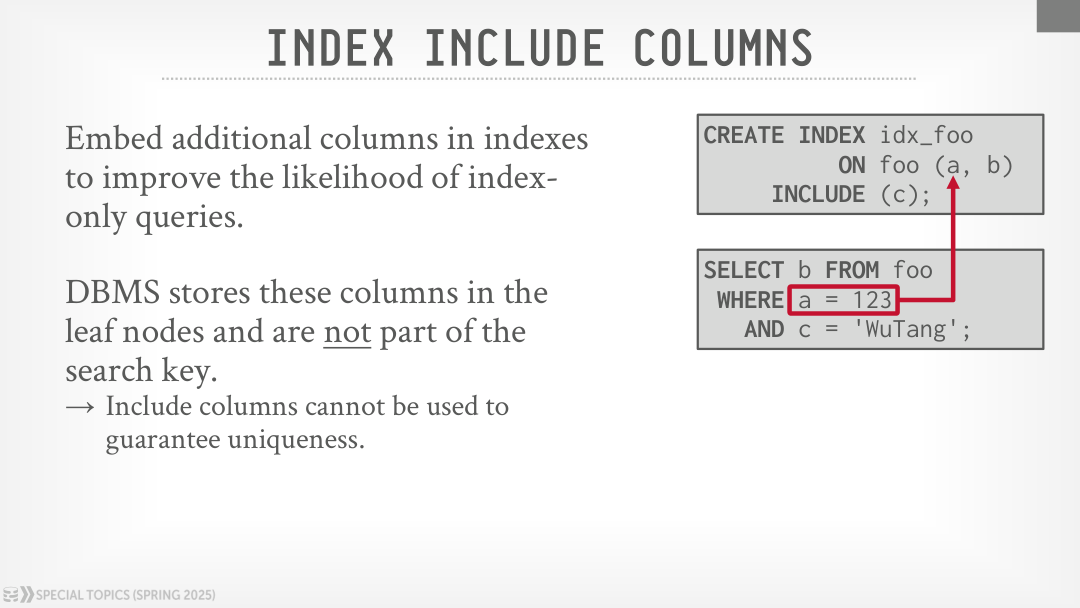 INDEX INCLUDE COLUMNS
Embed additional columns in indexes
to improve the likelihood of index-
only queries.
DBMS stores these columns in the
leaf nodes and are not part of the
search key.
→ Include columns cannot be used to
guarantee uniqueness.
CREATE INDEX idx_foo
ON foo (a, b)
INCLUDE (c);
SELECT b FROM foo
WHERE a = 123
AND c = 'WuTang';
SPECIAL TOPICS (SPRING 2025)